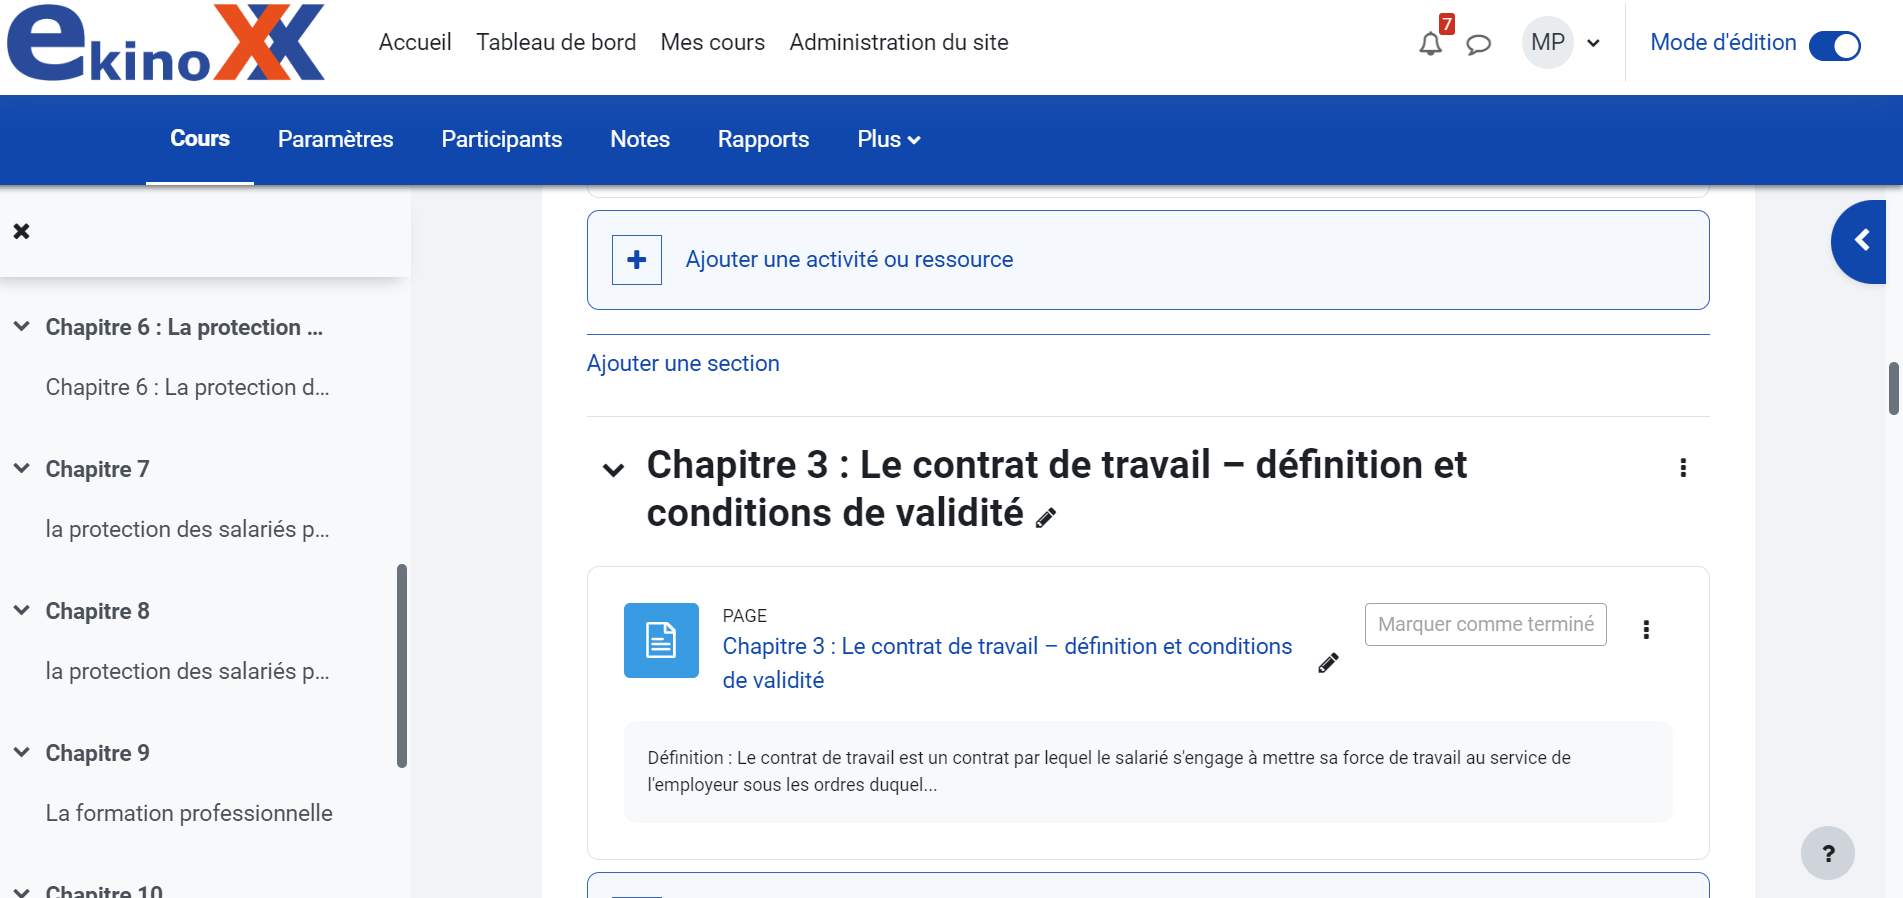 ekinoXX
Accueil
Tableau de bord
Mes cours
Administration du site
7
MP
Mode d'édition
Cours
Paramètres
Participants
Notes
Rapports
Plus
Chapitre 6 : La protection ...
Chapitre 6 : La protection d...
Chapitre 7
la protection des salariés p...
Chapitre 8
la protection des salariés p...
Chapitre 9
La formation professionnelle
Chapitre 10
Ajouter une activité ou ressource
Ajouter une section
Chapitre 3 : Le contrat de travail – définition et
conditions de validité
PAGE
Chapitre 3 : Le contrat de travail – définition et conditions
de validité
Marquer comme terminé
Définition : Le contrat de travail est un contrat par lequel le salarié s'engage à mettre sa force de travail au service de
l'employeur sous les ordres duquel...
?